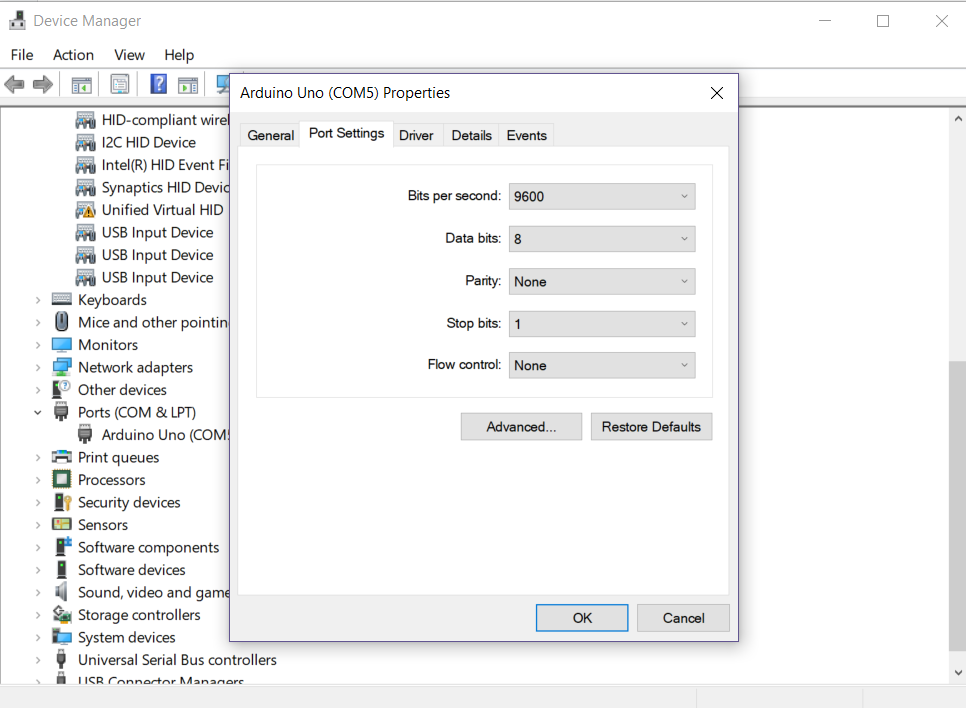 Device Manager
File Action View Help
Arduino Uno (COM5) Properties
General Port Settings Driver Details Events
Bits per second: 9600
Data bits: 8
Parity: None
Stop bits: 1
Flow control: None
Advanced... Restore Defaults
OK Cancel
HID-compliant wirel
I2C HID Device
Intel(R) HID Event Fi
Synaptics HID Devic
Unified Virtual HID
USB Input Device
USB Input Device
USB Input Device
Keyboards
Mice and other pointin
Monitors
Network adapters
Other devices
Ports (COM & LPT)
Arduino Uno (COM5
Print queues
Processors
Security devices
Sensors
Software components
Software devices
Sound, video and game
Storage controllers
System devices
Universal Serial Bus controllers
USB Connector Managers